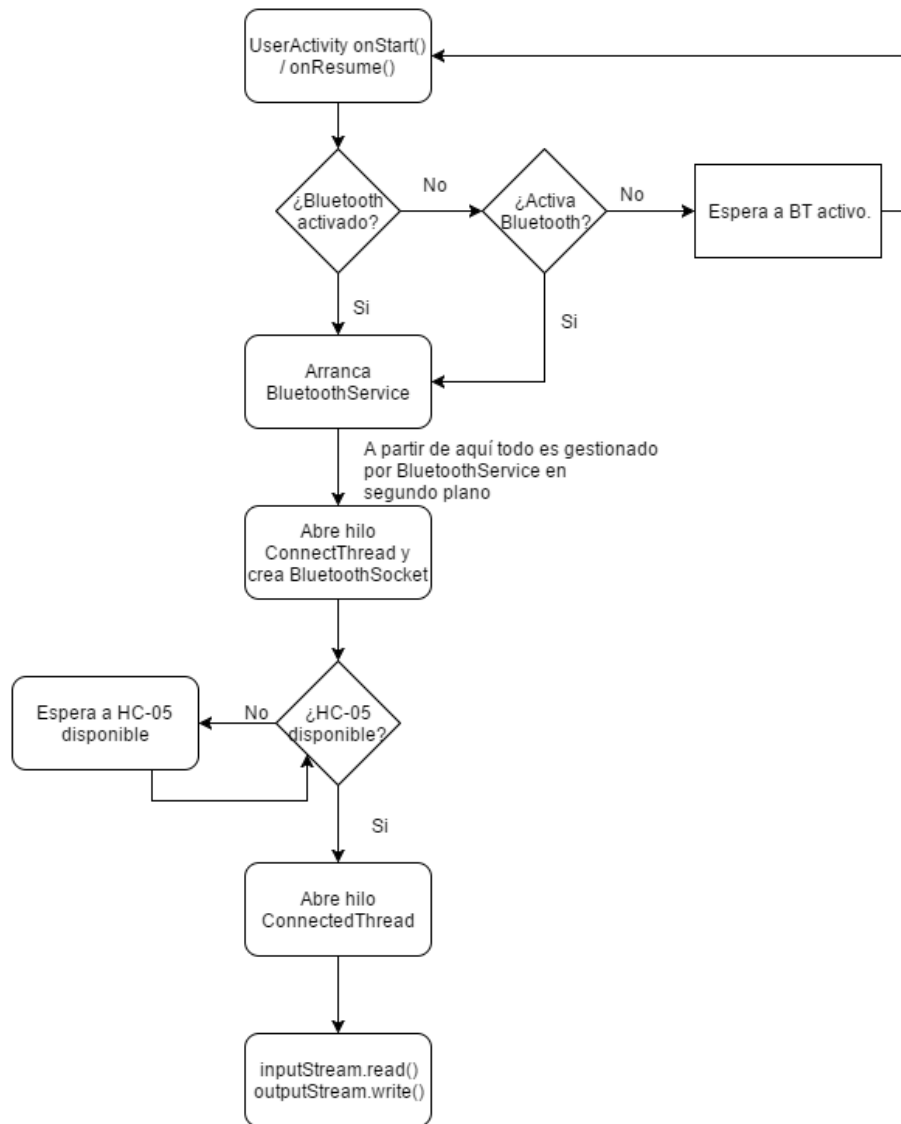 UserActivity onStart()
/ onResume()
¿Bluetooth
activado?
No
¿Activa
Bluetooth?
No
Espera a BT activo.
Si
Si
Arranca
BluetoothService
A partir de aquí todo es gestionado
por BluetoothService en
segundo plano
Abre hilo
ConnectThread y
crea BluetoothSocket
Espera a HC-05
disponible
No
¿HC-05
disponible?
Si
Abre hilo
ConnectedThread
inputStream.read()
outputStream.write()